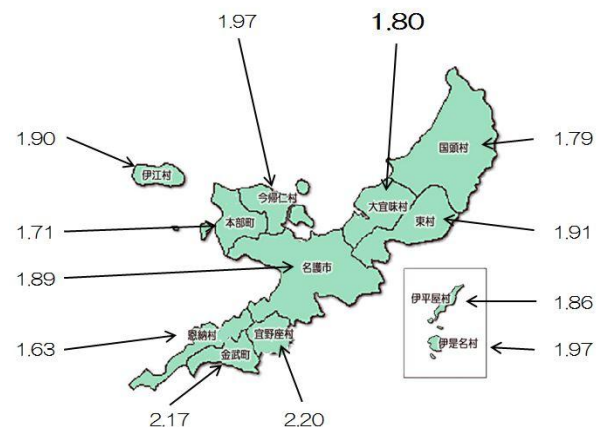 1.97
1.80
1.90
1.79
国頭村
伊江村
今帰仁村
大宜味村
本部町
東村
1.71
1.91
1.89
名護市
伊平屋村
1.86
恩納村
宜野座村
伊是名村
1.63
金武町
1.97
2.17
2.20